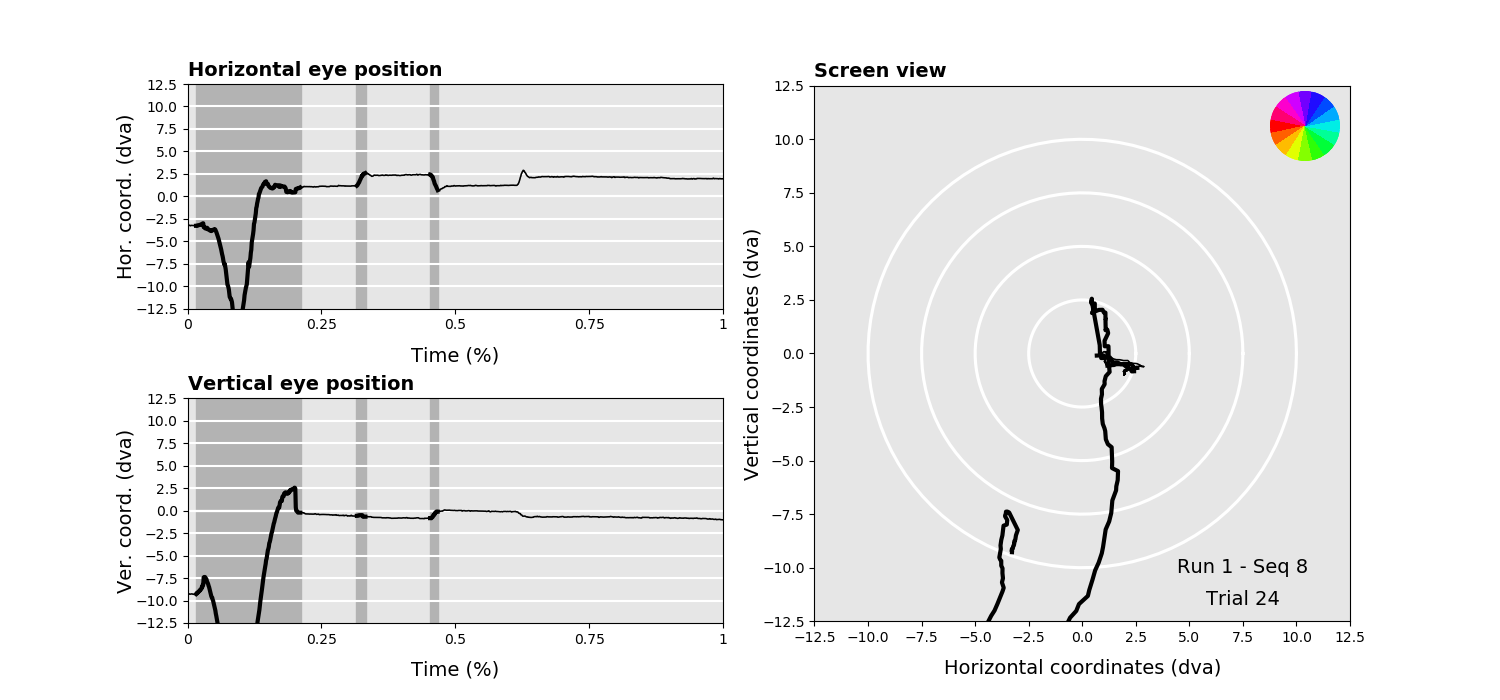 Horizontal eye position
12.5
10.0
7.5
5.0
2.5
0.0
−2.5
−5.0
−7.5
−10.0
−12.5
Hor. coord. (dva)
0 0.25 0.5 0.75 1
Time (%)
Vertical eye position
12.5
10.0
7.5
5.0
2.5
0.0
−2.5
−5.0
−7.5
−10.0
−12.5
Ver. coord. (dva)
0 0.25 0.5 0.75 1
Time (%)
Screen view
12.5
10.0
7.5
5.0
2.5
0.0
−2.5
−5.0
−7.5
−10.0
−12.5
Vertical coordinates (dva)
Run 1 - Seq 8
Trial 24
−12.5 −10.0 −7.5 −5.0 −2.5 0.0 2.5 5.0 7.5 10.0 12.5
Horizontal coordinates (dva)